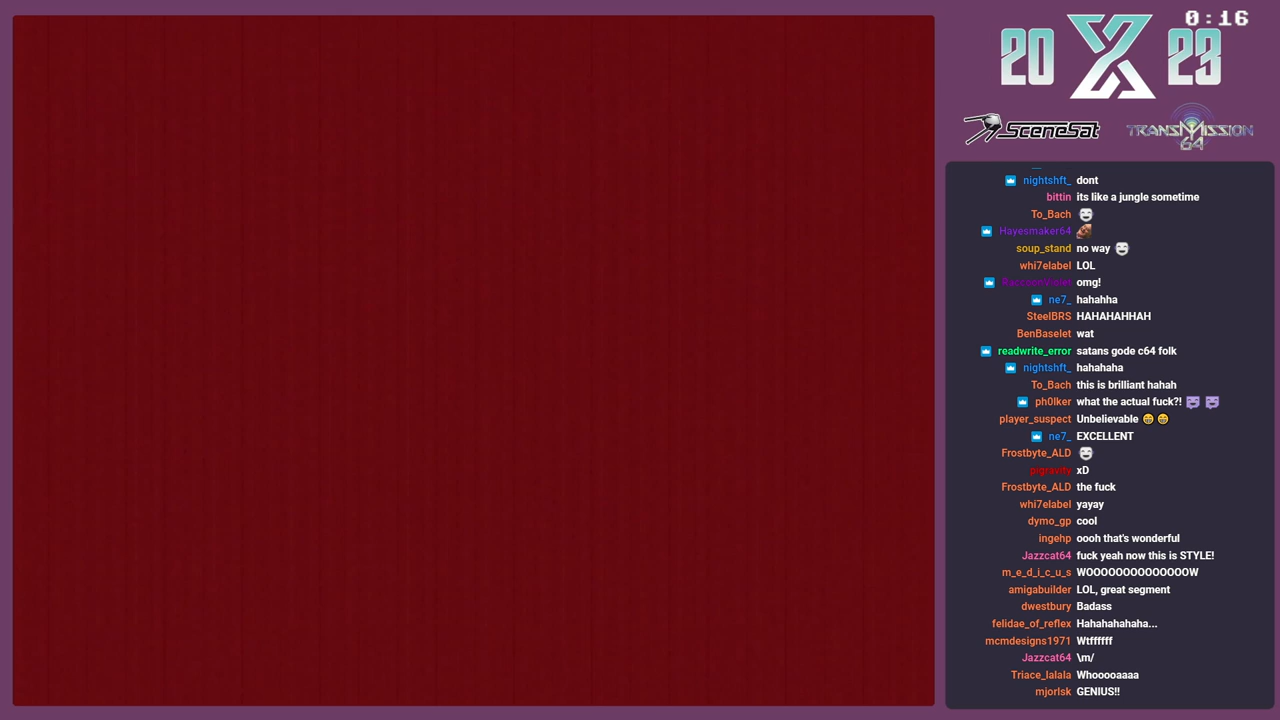 0:16
20 X 23
SceneSat
TRANSMISSION
64
nightshft_ dont
bittin its like a jungle sometime
To_Bach
Hayesmaker64
soup_stand no way
whi7elabel LOL
omg!
ne7_ hahahha
SteelBRS HAHAHAHHAH
BenBaselet wat
readwrite_error satans gode c64 folk
nightshft_ hahahaha
To_Bach this is brilliant hahah
ph0lker what the actual fuck?!
player_suspect Unbelievable
ne7_ EXCELLENT
Frostbyte_ALD
pigravity xD
Frostbyte_ALD the fuck
whi7elabel yayay
dymo_gp cool
ingehp oooh that's wonderful
Jazzcat64 fuck yeah now this is STYLE!
m_e_d_i_c_u_s WOOOOOOOOOOOOOW
amigabuilder LOL, great segment
dwestbury Badass
felidae_of_reflex Hahahahahaha...
mcmdesigns1971 Wtffffff
Jazzcat64 \m/
Triace_lalala Whooooaaaa
mjorlsk GENIUS!!